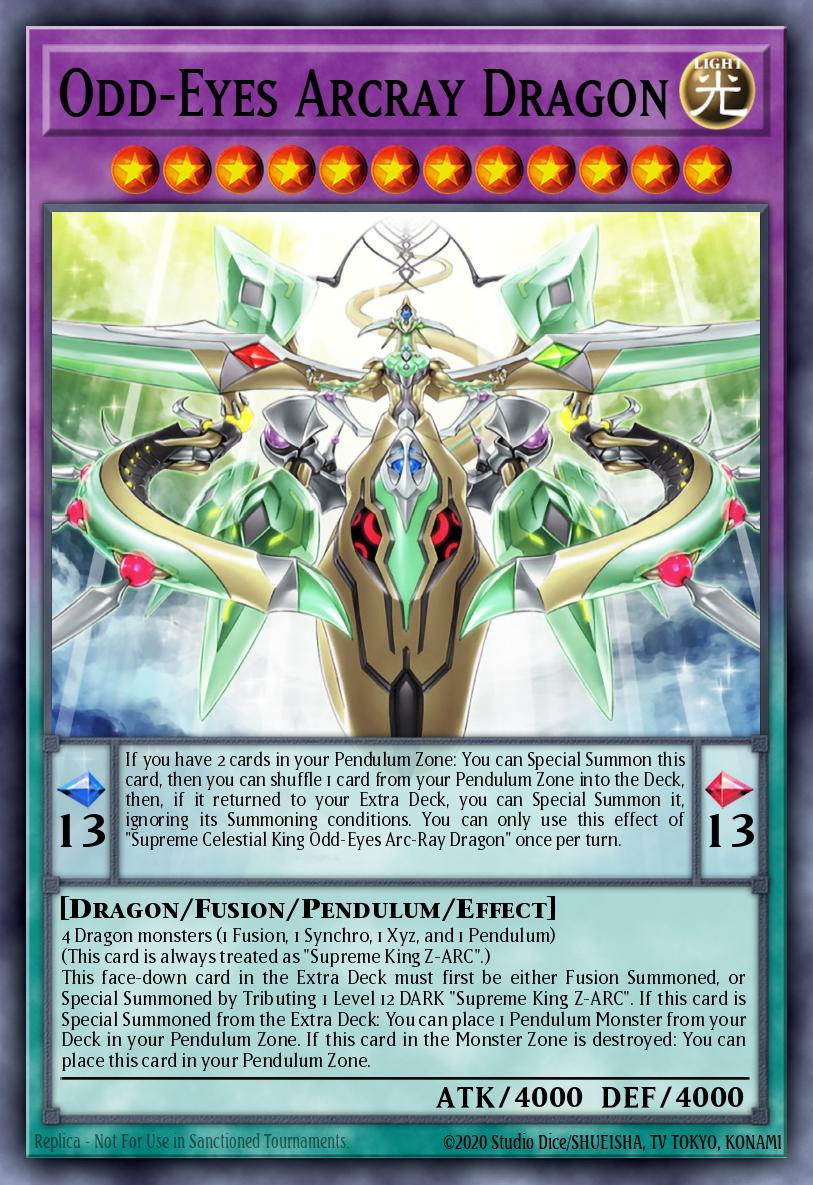 Odd-Eyes Arcray Dragon
LIGHT
光
If you have 2 cards in your Pendulum Zone: You can Special Summon this
card, then you can shuffle 1 card from your Pendulum Zone into the Deck,
then, if it returned to your Extra Deck, you can Special Summon it,
ignoring its Summoning conditions. You can only use this effect of
"Supreme Celestial King Odd-Eyes Arc-Ray Dragon" once per turn.
13
13
[Dragon/Fusion/Pendulum/Effect]
4 Dragon monsters (1 Fusion, 1 Synchro, 1 Xyz, and 1 Pendulum)
(This card is always treated as "Supreme King Z-ARC".)
This face-down card in the Extra Deck must first be either Fusion Summoned, or
Special Summoned by Tributing 1 Level 12 DARK "Supreme King Z-ARC". If this card is
Special Summoned from the Extra Deck: You can place 1 Pendulum Monster from your
Deck in your Pendulum Zone. If this card in the Monster Zone is destroyed: You can
place this card in your Pendulum Zone.
ATK/4000 DEF/4000
Replica - Not For Use in Sanctioned Tournaments.
©2020 Studio Dice/SHUEISHA, TV TOKYO, KONAMI